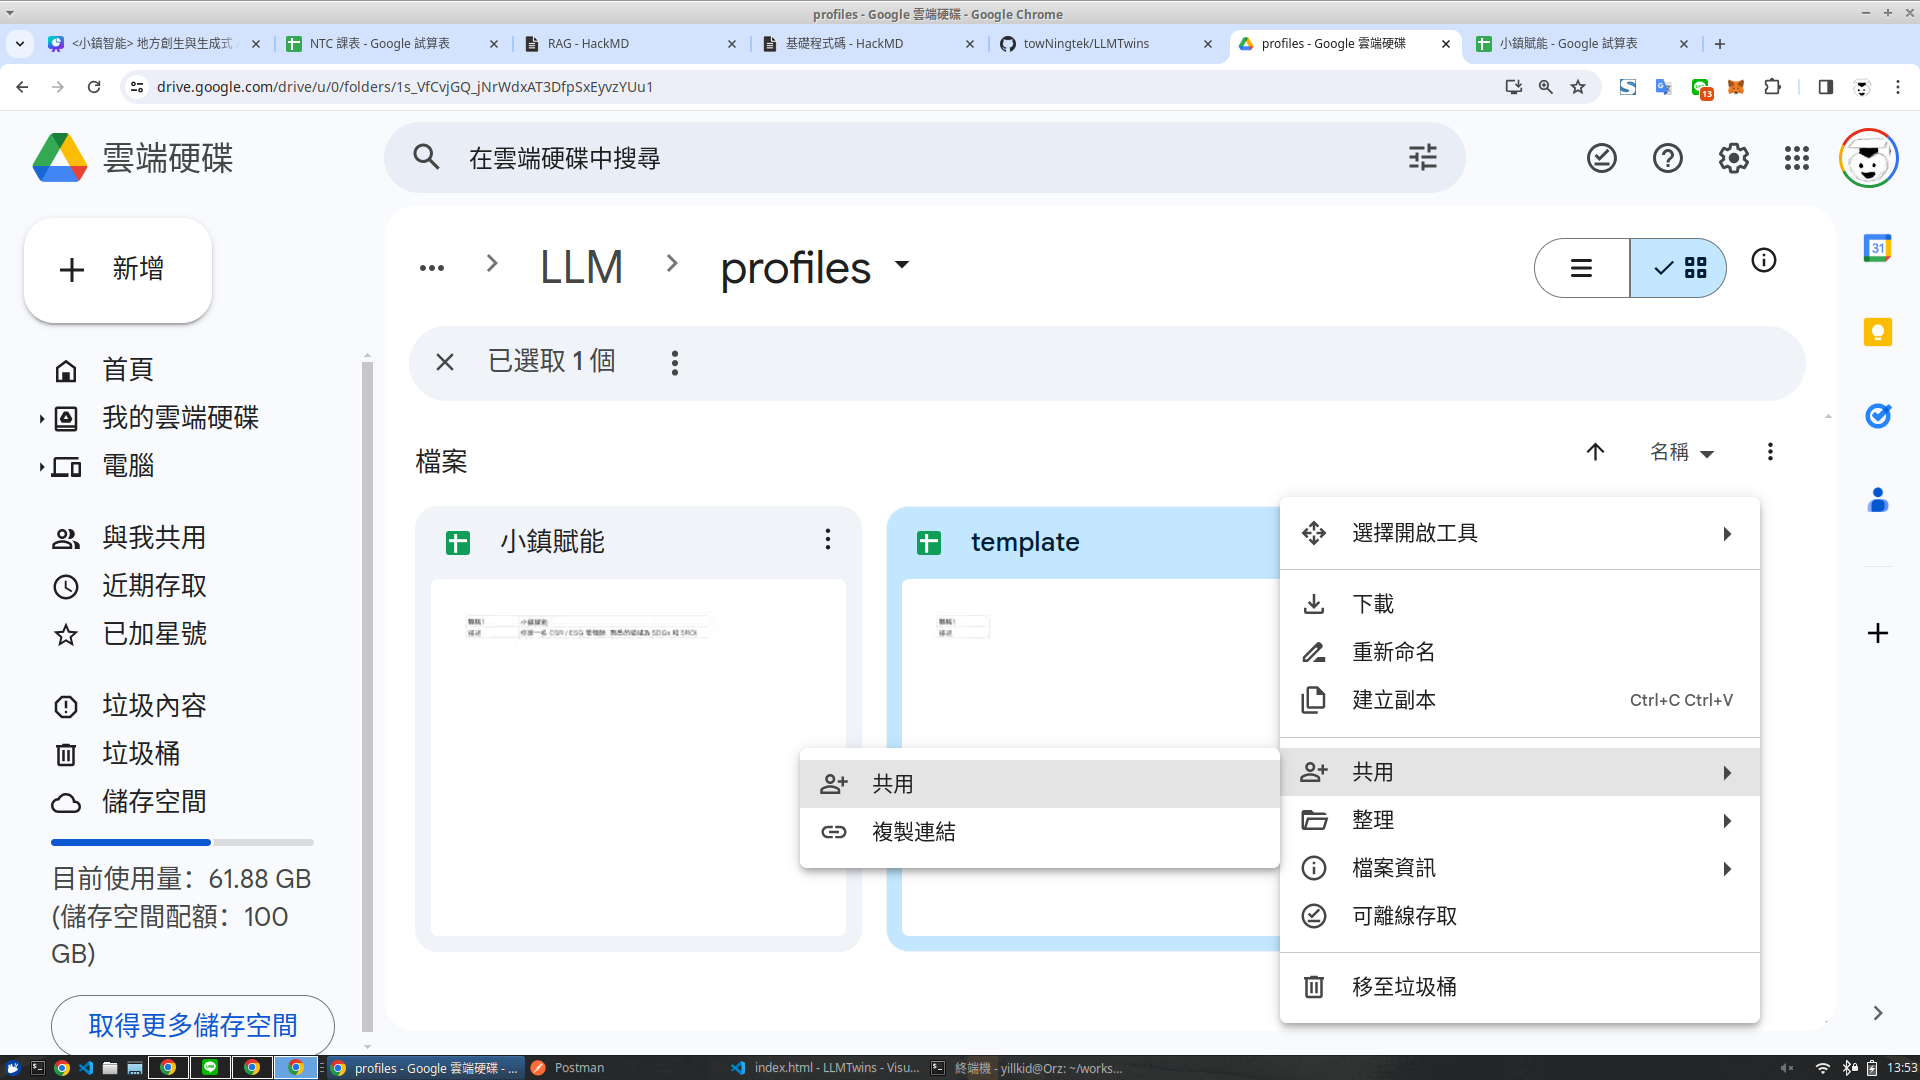 profiles - Google 雲端硬碟 - Google Chrome
<小鎮智能> 地方創生與生成式
NTC 課表 - Google 試算表
RAG - HackMD
基礎程式碼 - HackMD
towNingtek/LLMTwins
profiles - Google 雲端硬碟
小鎮賦能 - Google 試算表
drive.google.com/drive/u/0/folders/1s_VfCvjGQ_jNrWdxAT3DfpSxEyvzYUu1
13
雲端硬碟
在雲端硬碟中搜尋
新增
LLM
profiles
31
已選取 1 個
首頁
我的雲端硬碟
電腦
與我共用
近期存取
已加星號
垃圾內容
垃圾桶
儲存空間
目前使用量：61.88 GB
(儲存空間配額：100
GB)
取得更多儲存空間
檔案
名稱
小鎮賦能
template
選擇開啟工具
下載
重新命名
建立副本
Ctrl+C Ctrl+V
共用
整理
檔案資訊
可離線存取
移至垃圾桶
共用
複製連結
profiles - Google 雲端硬碟 - ...
Postman
index.html - LLMTwins - Visu...
終端機 - yillkid@Orz: ~/works...
13:53